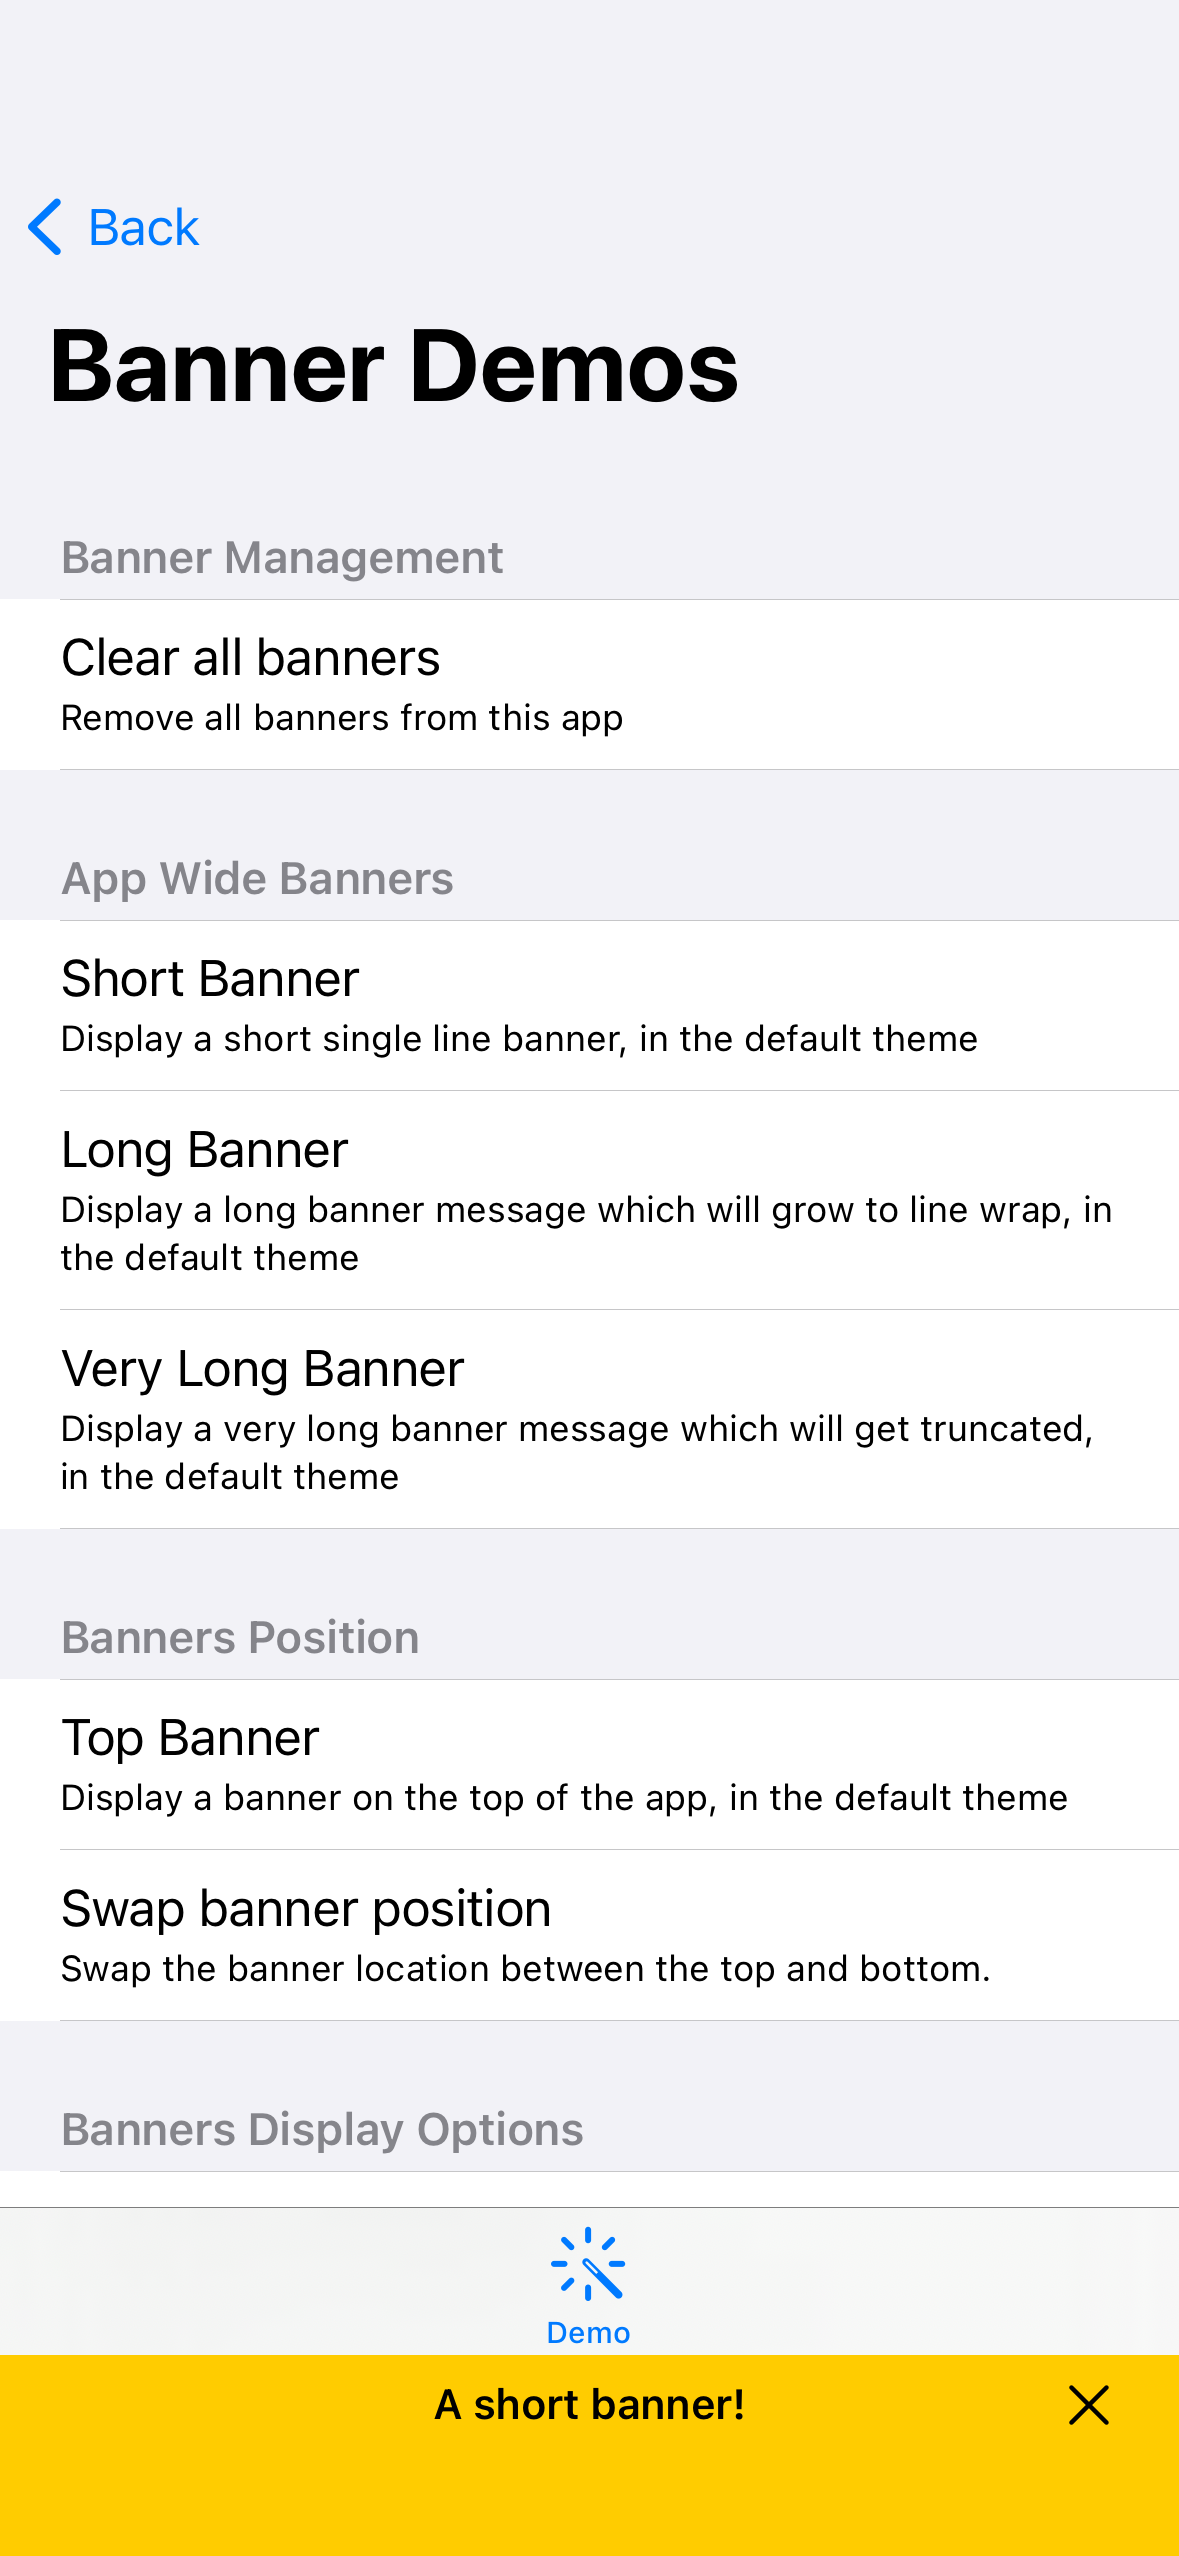 Back
Banner Demos
Banner Management
Clear all banners
Remove all banners from this app
App Wide Banners
Short Banner
Display a short single line banner, in the default theme
Long Banner
Display a long banner message which will grow to line wrap, in
the default theme
Very Long Banner
Display a very long banner message which will get truncated,
in the default theme
Banners Position
Top Banner
Display a banner on the top of the app, in the default theme
Swap banner position
Swap the banner location between the top and bottom.
Banners Display Options
Demo
A short banner!